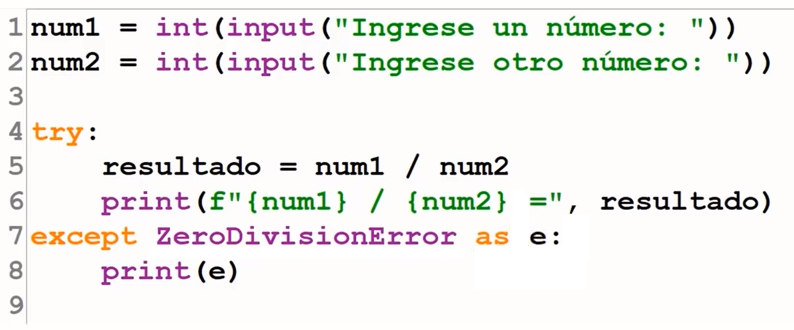 1 num1 = int(input("Ingrese un número: "))
2 num2 = int(input("Ingrese otro número: "))
3
4 try:
5     resultado = num1 / num2
6     print(f"{num1} / {num2} =", resultado)
7 except ZeroDivisionError as e:
8     print(e)
9